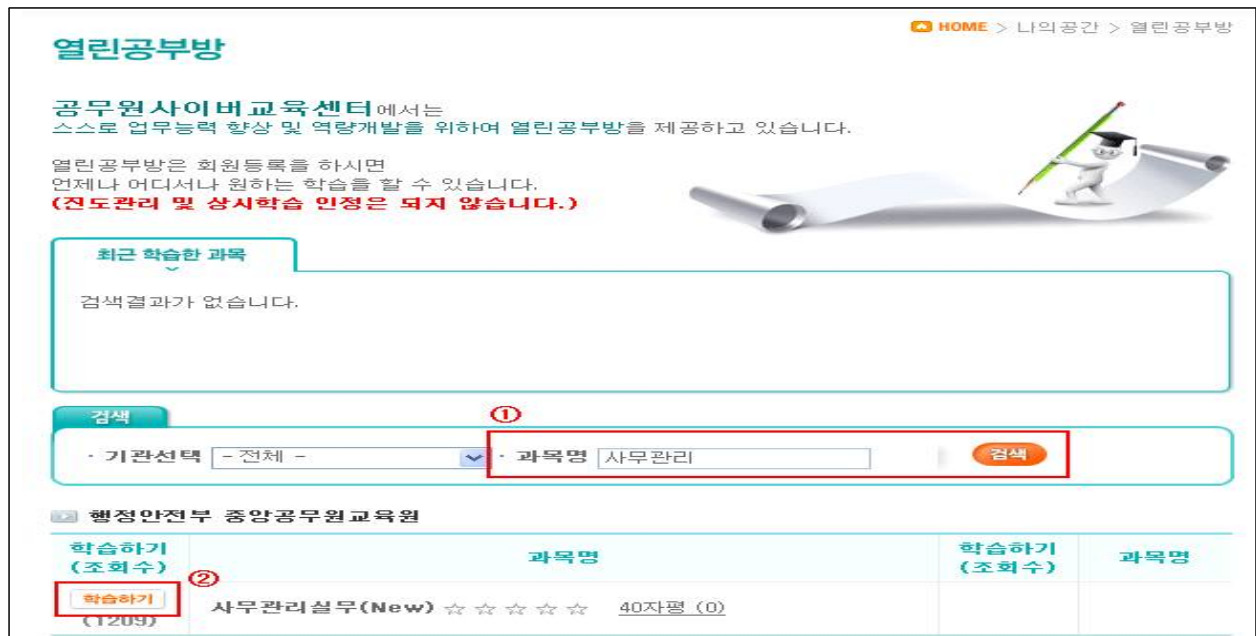 HOME > 나의공간 > 열린공부방
열린공부방
공무원사이버교육센터에서는
스스로 업무능력 향상 및 역량개발을 위하여 열린공부방을 제공하고 있습니다.
열린공부방은 회원등록을 하시면
언제나 어디서나 원하는 학습을 할 수 있습니다.
(진도관리 및 상시학습 인정은 되지 않습니다.)
최근 학습한 과목
검색결과가 없습니다.
검색 ①
· 기관선택 - 전체 - · 과목명 사무관리 검색
행정안전부 중앙공무원교육원
학습하기 과목명 학습하기 과목명
(조회수) (조회수)
②
학습하기 사무관리실무(New) ☆ ☆ ☆ ☆ ☆ 40자평 (0)
(1209)